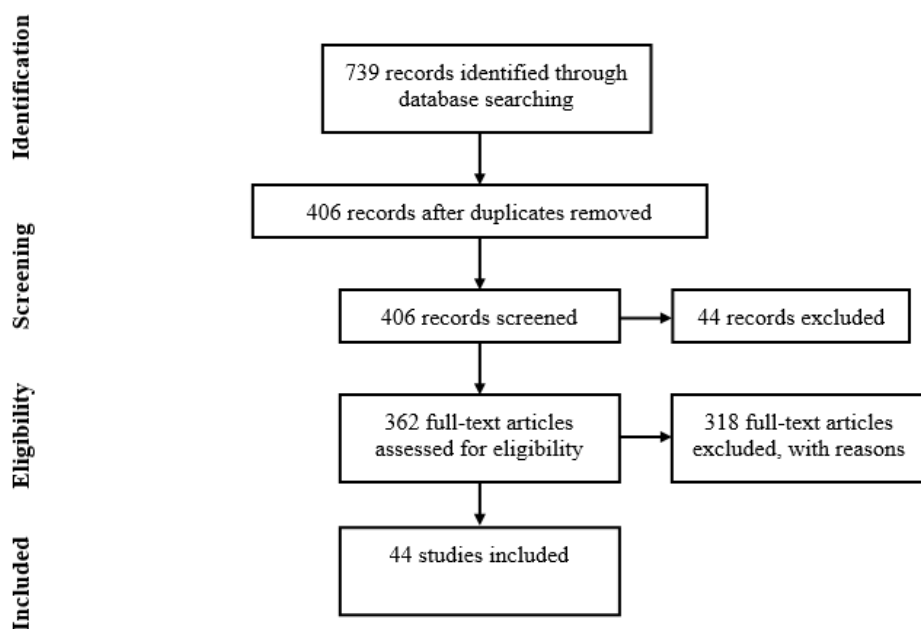 Identification
739 records identified through
database searching
406 records after duplicates removed
Screening
406 records screened
44 records excluded
Eligibility
362 full-text articles
assessed for eligibility
318 full-text articles
excluded, with reasons
Included
44 studies included